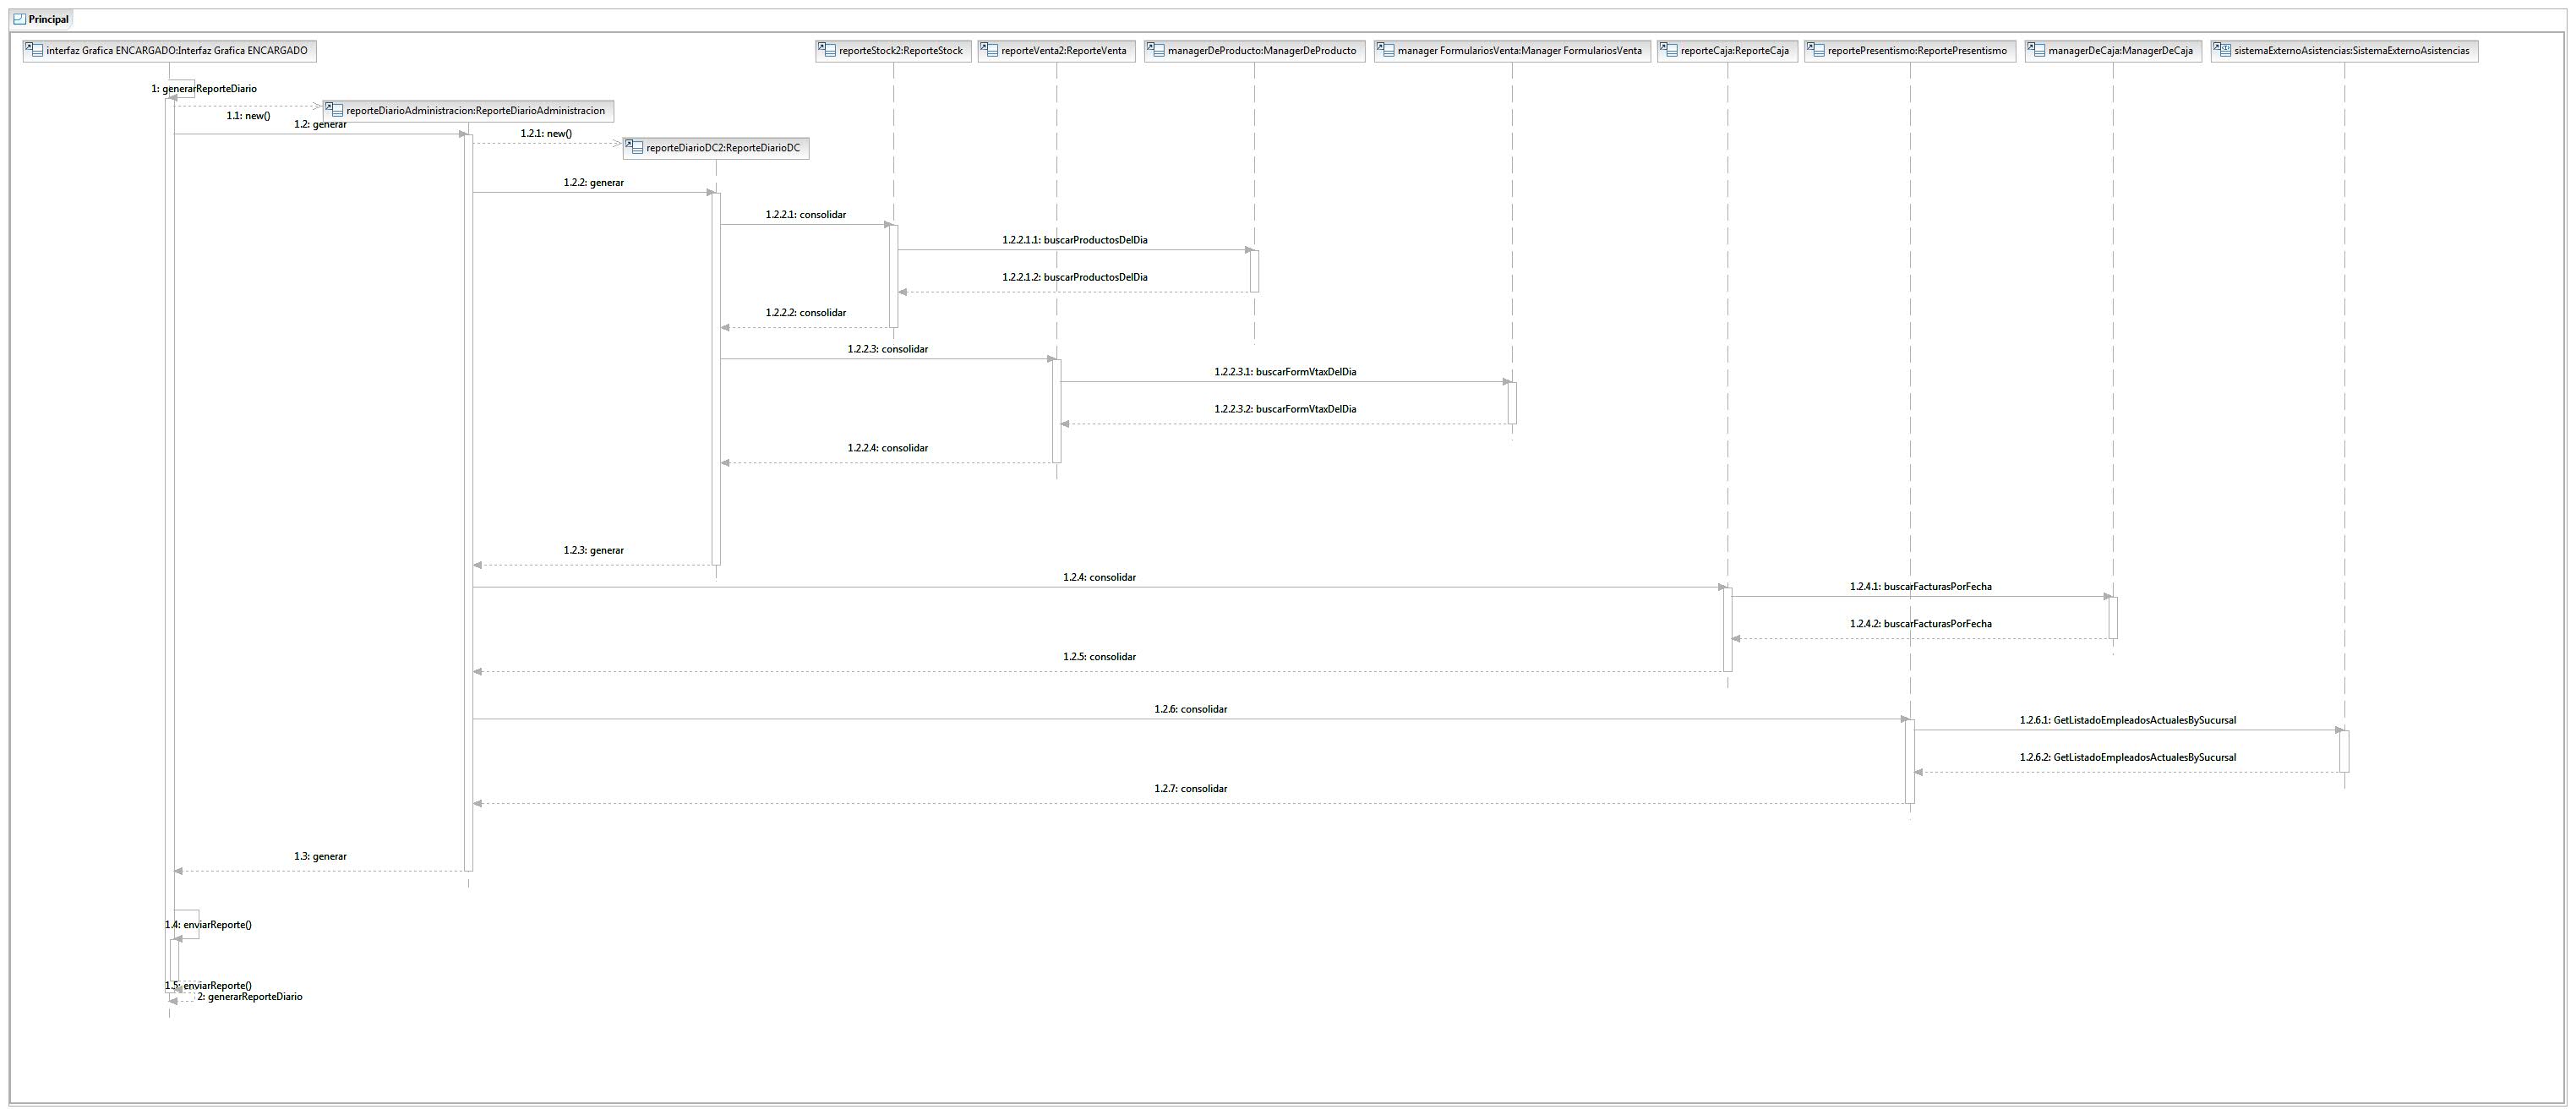 Principal
interfaz Grafica ENCARGADO:Interfaz Grafica ENCARGADO
reporteStock2:ReporteStock
reporteVenta2:ReporteVenta
managerDeProducto:ManagerDeProducto
manager FormulariosVenta:Manager FormulariosVenta
reporteCaja:ReporteCaja
reportePresentismo:ReportePresentismo
managerDeCaja:ManagerDeCaja
sistemaExternoAsistencias:SistemaExternoAsistencias
1: generarReporteDiario
reporteDiarioAdministracion:ReporteDiarioAdministracion
1.1: new()
1.2: generar
1.2.1: new()
reporteDiarioDC2:ReporteDiarioDC
1.2.2: generar
1.2.2.1: consolidar
1.2.2.1.1: buscarProductosDelDia
1.2.2.1.2: buscarProductosDelDia
1.2.2.2: consolidar
1.2.2.3: consolidar
1.2.2.3.1: buscarFormVtaxDelDia
1.2.2.3.2: buscarFormVtaxDelDia
1.2.2.4: consolidar
1.2.3: generar
1.2.4: consolidar
1.2.4.1: buscarFacturasPorFecha
1.2.4.2: buscarFacturasPorFecha
1.2.5: consolidar
1.2.6: consolidar
1.2.6.1: GetListadoEmpleadosActualesBySucursal
1.2.6.2: GetListadoEmpleadosActualesBySucursal
1.2.7: consolidar
1.3: generar
1.4: enviarReporte()
1.5: enviarReporte()
2: generarReporteDiario